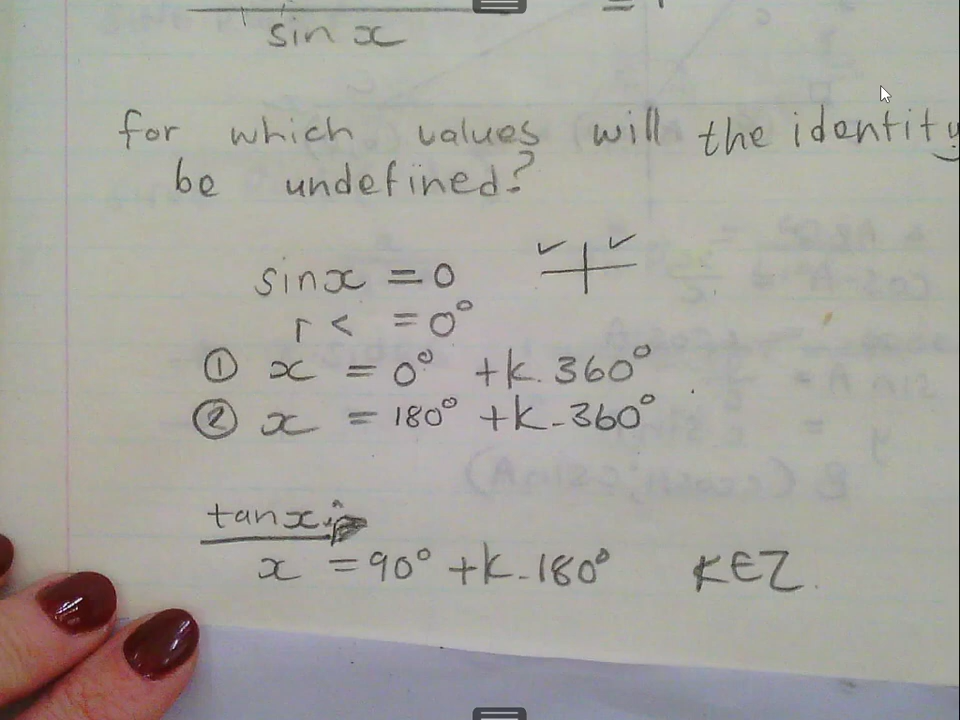 sin x
for which values will the identity
be undefined?
sin x = 0
r < = 0°
① x = 0° + k. 360°
② x = 180° + k. 360°
tan x:
x = 90° + k. 180° KEZ.